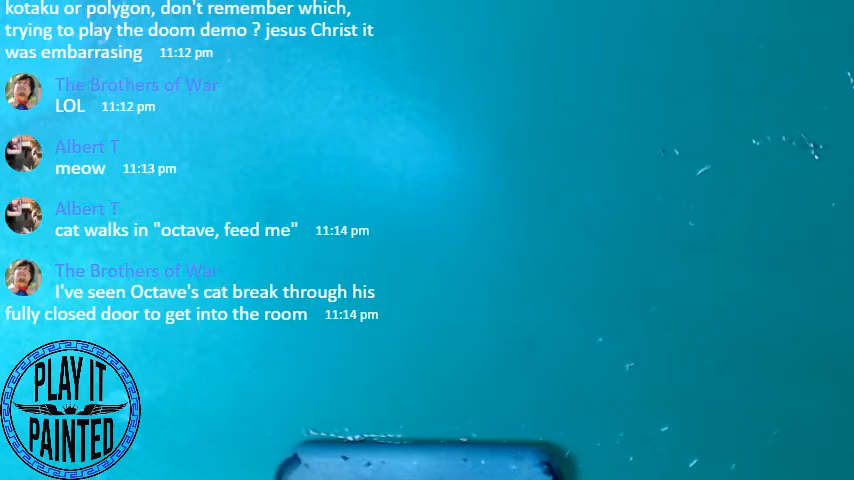 kotaku or polygon, don't remember which,
trying to play the doom demo ? jesus Christ it
was embarrasing 11:12 pm
The Brothers of War
LOL 11:12 pm
Albert T
meow 11:13 pm
Albert T
cat walks in "octave, feed me" 11:14 pm
The Brothers of War
I've seen Octave's cat break through his
fully closed door to get into the room 11:14 pm
PLAY IT
PAINTED